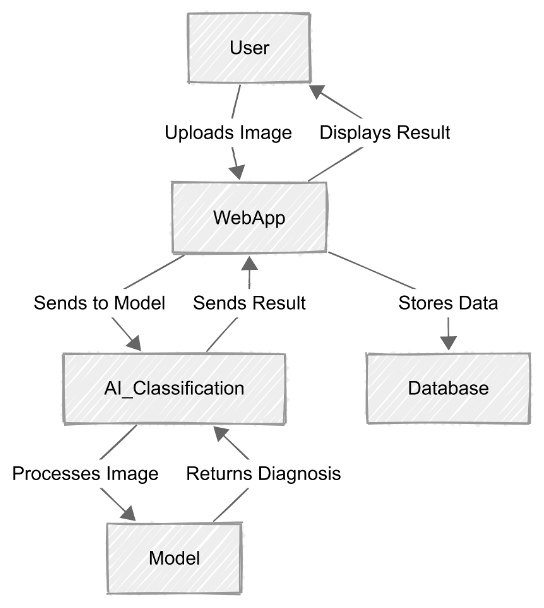 User
Uploads Image
Displays Result
WebApp
Sends to Model
Sends Result
Stores Data
AI_Classification
Database
Processes Image
Returns Diagnosis
Model